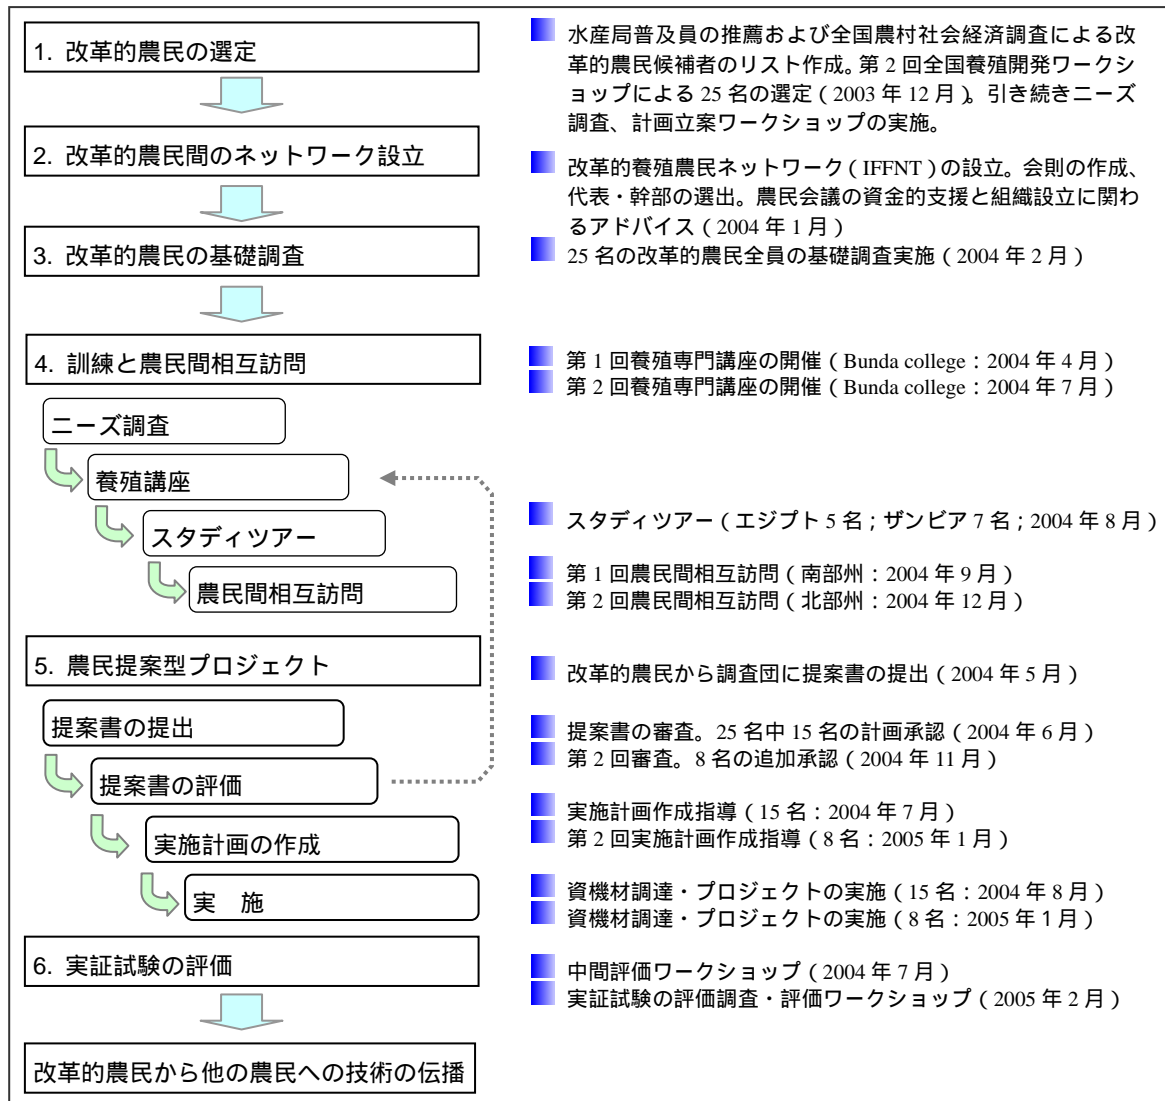 1. 改革的農民の選定
水産局普及員の推薦および全国農村社会経済調査による改
革的農民候補者のリスト作成。第 2 回全国養殖開発ワークシ
ョップによる 25 名の選定（2003 年 12 月）。引き続きニーズ
調査、計画立案ワークショップの実施。
2. 改革的農民間のネットワーク設立
改革的養殖農民ネットワーク（IFFNT）の設立。会則の作成、
代表・幹部の選出。農民会議の資金的支援と組織設立に関わ
るアドバイス（2004 年 1 月）
3. 改革的農民の基礎調査
25 名の改革的農民全員の基礎調査実施（2004 年 2 月）
4. 訓練と農民間相互訪問
第 1 回養殖専門講座の開催（Bunda college：2004 年 4 月）
第 2 回養殖専門講座の開催（Bunda college：2004 年 7 月）
ニーズ調査
養殖講座
スタディツアー
スタディツアー（エジプト 5 名；ザンビア 7 名；2004 年 8 月）
農民間相互訪問
第 1 回農民間相互訪問（南部州：2004 年 9 月）
第 2 回農民間相互訪問（北部州：2004 年 12 月）
5. 農民提案型プロジェクト
改革的農民から調査団に提案書の提出（2004 年 5 月）
提案書の提出
提案書の評価
提案書の審査。25 名中 15 名の計画承認（2004 年 6 月）
第 2 回審査。8 名の追加承認（2004 年 11 月）
実施計画の作成
実施計画作成指導（15 名：2004 年 7 月）
第 2 回実施計画作成指導（8 名：2005 年 1 月）
実　施
資機材調達・プロジェクトの実施（15 名：2004 年 8 月）
資機材調達・プロジェクトの実施（8 名：2005 年 1 月）
6. 実証試験の評価
中間評価ワークショップ（2004 年 7 月）
実証試験の評価調査・評価ワークショップ（2005 年 2 月）
改革的農民から他の農民への技術の伝播